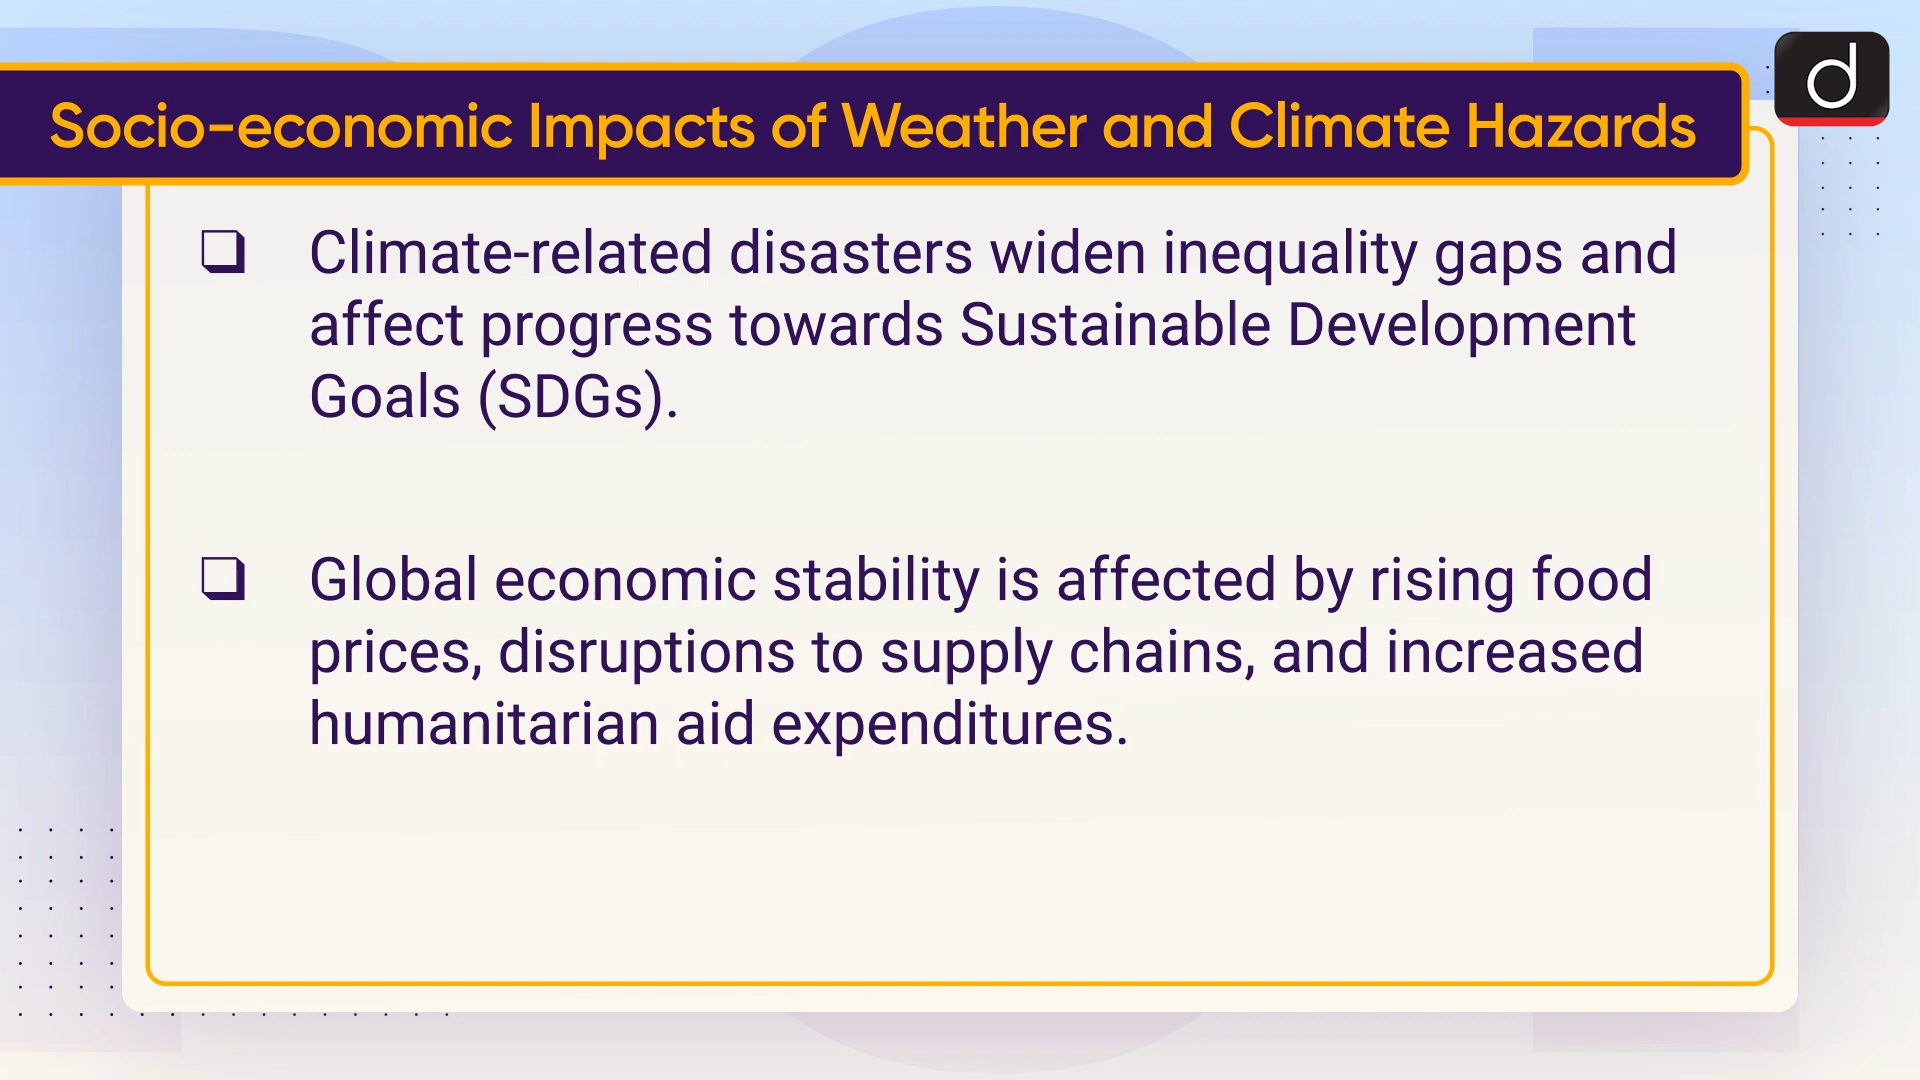 Socio-economic Impacts of Weather and Climate Hazards
d
❑ Climate-related disasters widen inequality gaps and
affect progress towards Sustainable Development
Goals (SDGs).
❑ Global economic stability is affected by rising food
prices, disruptions to supply chains, and increased
humanitarian aid expenditures.